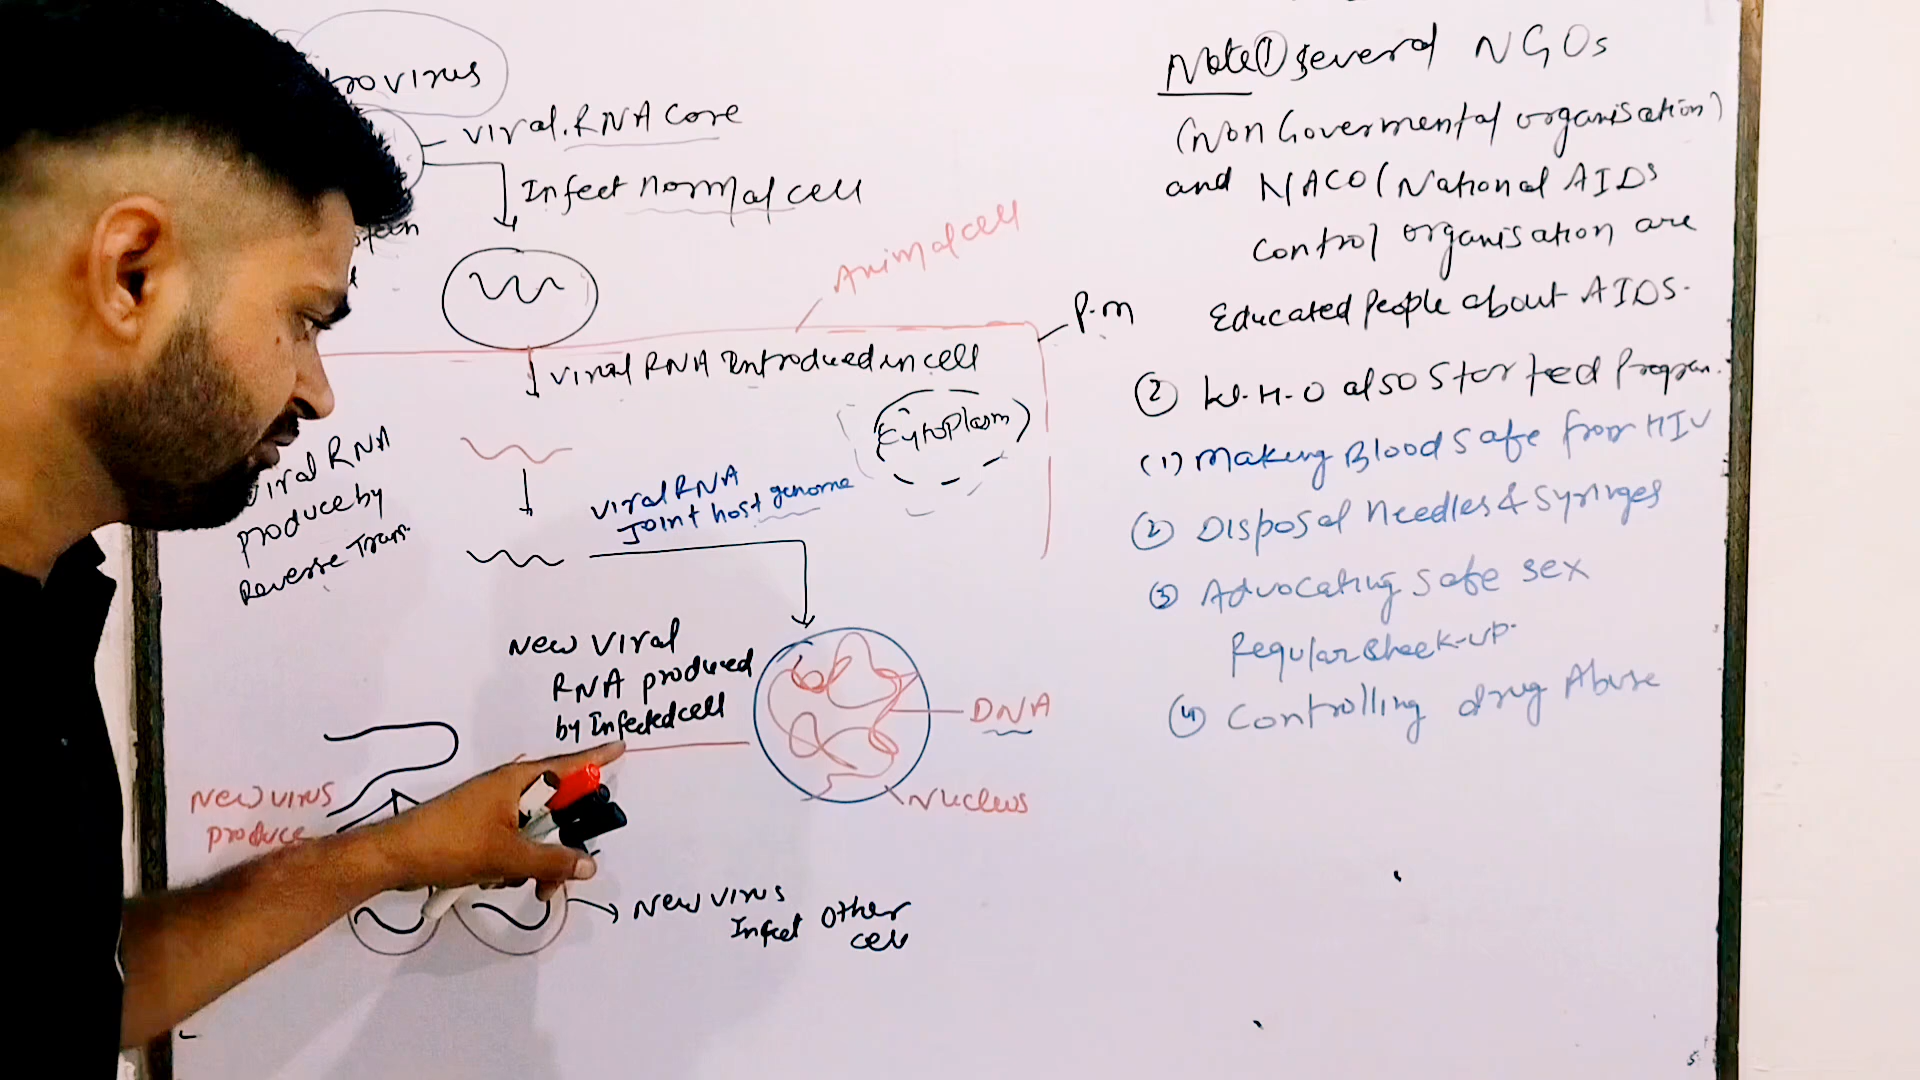 rovirus
Viral.RNA Core
Infect normal cell
Animal cell
P.m
Viral RNA Introduced in cell
Cytoplasm
Viral RNA
produce by
Reverse Trans.
Viral RNA
Joint host genome
New Viral
RNA produced
by Infected cell
DNA
Nucleus
New virus
produce
New virus
Infect Other
cell
Note ① Several NGOs
(Non Govermental organisation)
and NACO (National AIDS
Control organisation are
Educated People about AIDS.
② W.H.O also Started Program.
(1) Making Blood Safe from HIV
② Disposal Needles & Syringes
③ Advocating Safe sex
Regular Check-up.
④ Controlling drug Abuse